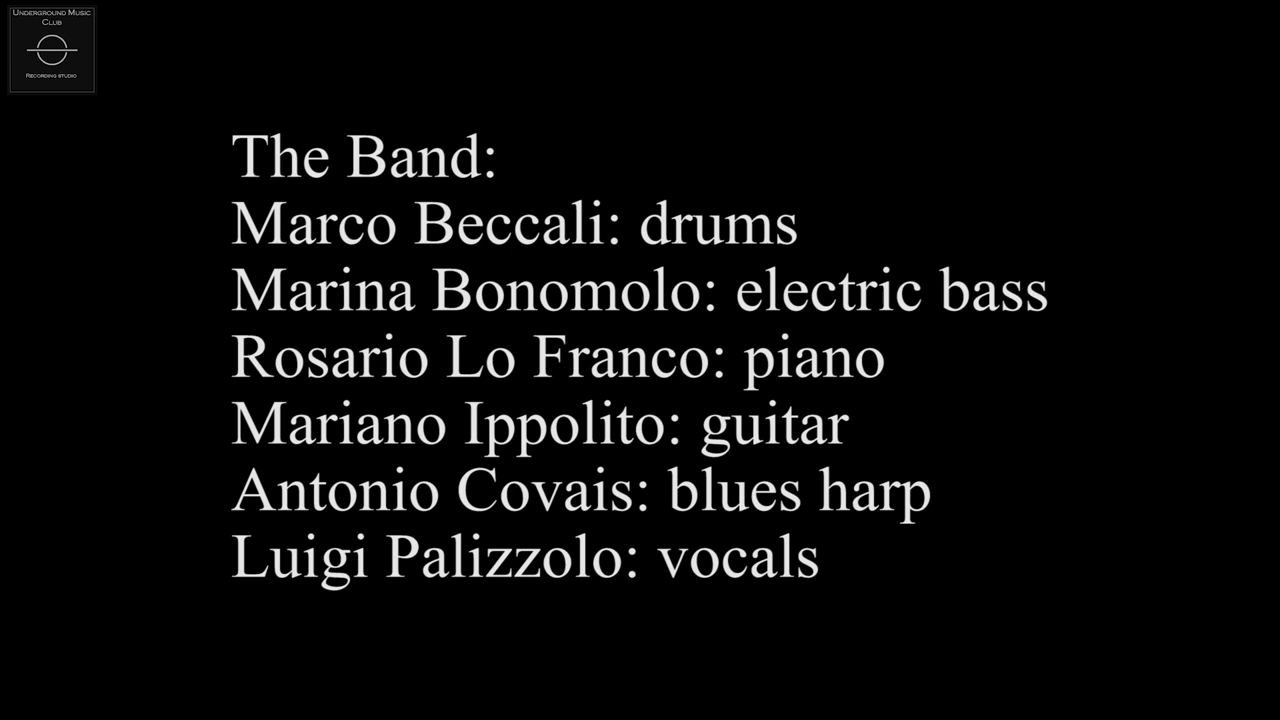 Underground Music
Club
Recording studio
The Band:
Marco Beccali: drums
Marina Bonomolo: electric bass
Rosario Lo Franco: piano
Mariano Ippolito: guitar
Antonio Covais: blues harp
Luigi Palizzolo: vocals